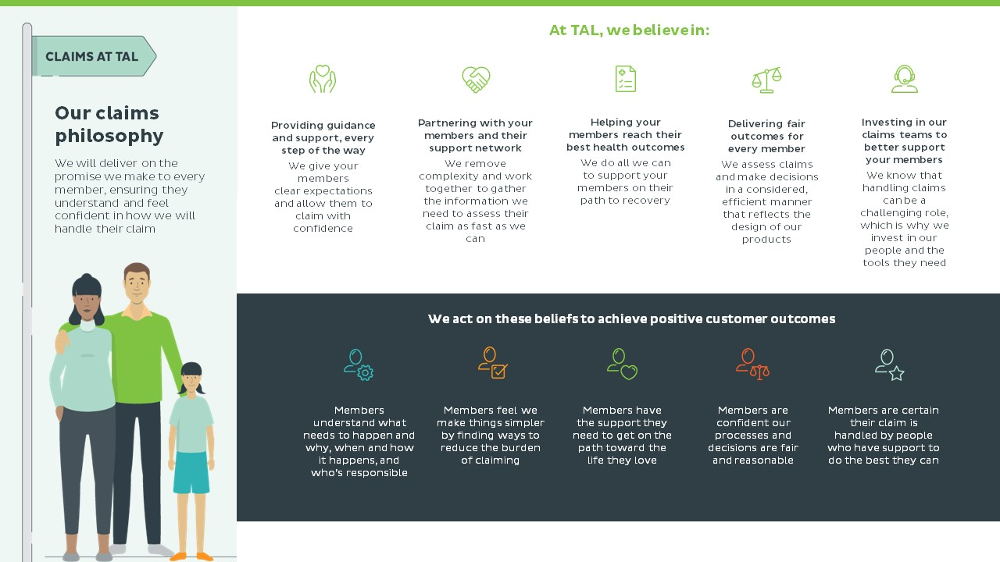 CLAIMS AT TAL
Our claims
philosophy
We will deliver on the
promise we make to every
member, ensuring they
understand and feel
confident in how we will
handle their claim
At TAL, we believe in:
Providing guidance
and support, every
step of the way
We give your
members
clear expectations
and allow them to
claim with
confidence
Partnering with your
members and their
support network
We remove
complexity and work
together to gather
the information we
need to assess their
claim as fast as we
can
Helping your
members reach their
best health outcomes
We do all we can
to support your
members on their
path to recovery
Delivering fair
outcomes for
every member
We assess claims
and make decisions
in a considered,
efficient manner
that reflects the
design of our
products
Investing in our
claims teams to
better support
your members
We know that
handling claims
can be a
challenging role,
which is why we
invest in our
people and the
tools they need
We act on these beliefs to achieve positive customer outcomes
Members
understand what
needs to happen and
why, when and how
it happens, and
who's responsible
Members feel we
make things simpler
by finding ways to
reduce the burden
of claiming
Members have
the support they
need to get on the
path toward the
life they love
Members are
confident our
processes and
decisions are fair
and reasonable
Members are certain
their claim is
handled by people
who have support to
do the best they can